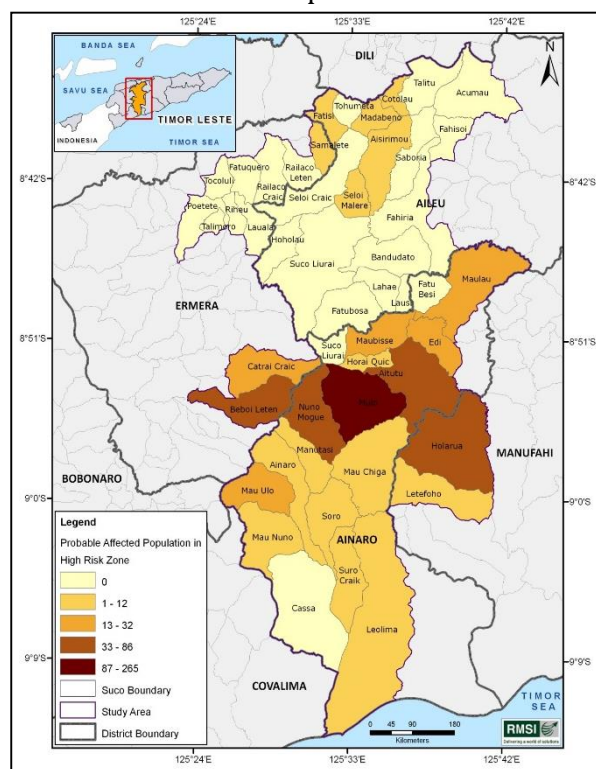 125°24'E
125°33'E
125°42'E
BANDA SEA
SAVU SEA
TIMOR LESTE
INDONESIA
TIMOR SEA
N
DILI
Talitu
Acumau
Cotolau
Tohumeta
Madabeno
Fatisi
Aisirimou
Fahisoi
Samalete
Saboria
8°42'S
8°42'S
Fatuquero
Railaco
Leten
Tocoluli
Railaco
Craic
Seloi Craic
Poetete
Riheu
Seloi
Malere
AILEU
Talimoro
Lauala
Fahiria
Hoholau
Suco Liurai
Bandudato
Lahae
Fatu
Besi
Maulau
ERMERA
Lausi
Fatubosa
8°51'S
8°51'S
Suco
Liurai
Maubisse
Edi
Horai Quic
Catrai Craic
Aitutu
Beboi Leten
Nuno
Mogue
Holarua
MANUFAHI
Manutasi
Ainaro
Mau Chiga
BOBONARO
Mau Ulo
Letefoho
9°0'S
9°0'S
Legend
Probable Affected Population in
High Risk Zone
0
1 - 12
13 - 32
33 - 86
87 - 265
Suco Boundary
Study Area
District Boundary
Soro
AINARO
Mau Nuno
Suro
Craik
Cassa
Leolima
9°9'S
9°9'S
COVALIMA
TIMOR
SEA
0 45 90 180
Kilometers
RMSI
125°24'E
125°33'E
125°42'E